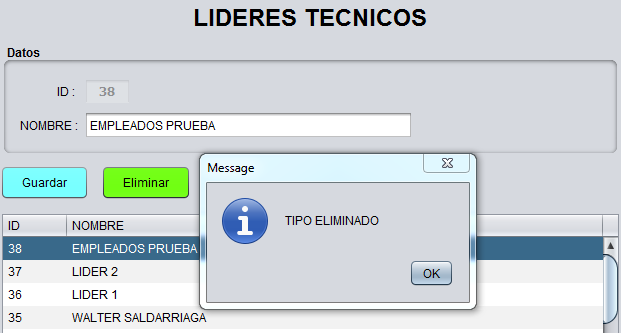 LIDERES TECNICOS
Datos
ID : 38
NOMBRE : EMPLEADOS PRUEBA
Guardar Eliminar
Message
TIPO ELIMINADO
OK
ID NOMBRE
38 EMPLEADOS PRUEBA
37 LIDER 2
36 LIDER 1
35 WALTER SALDARRIAGA